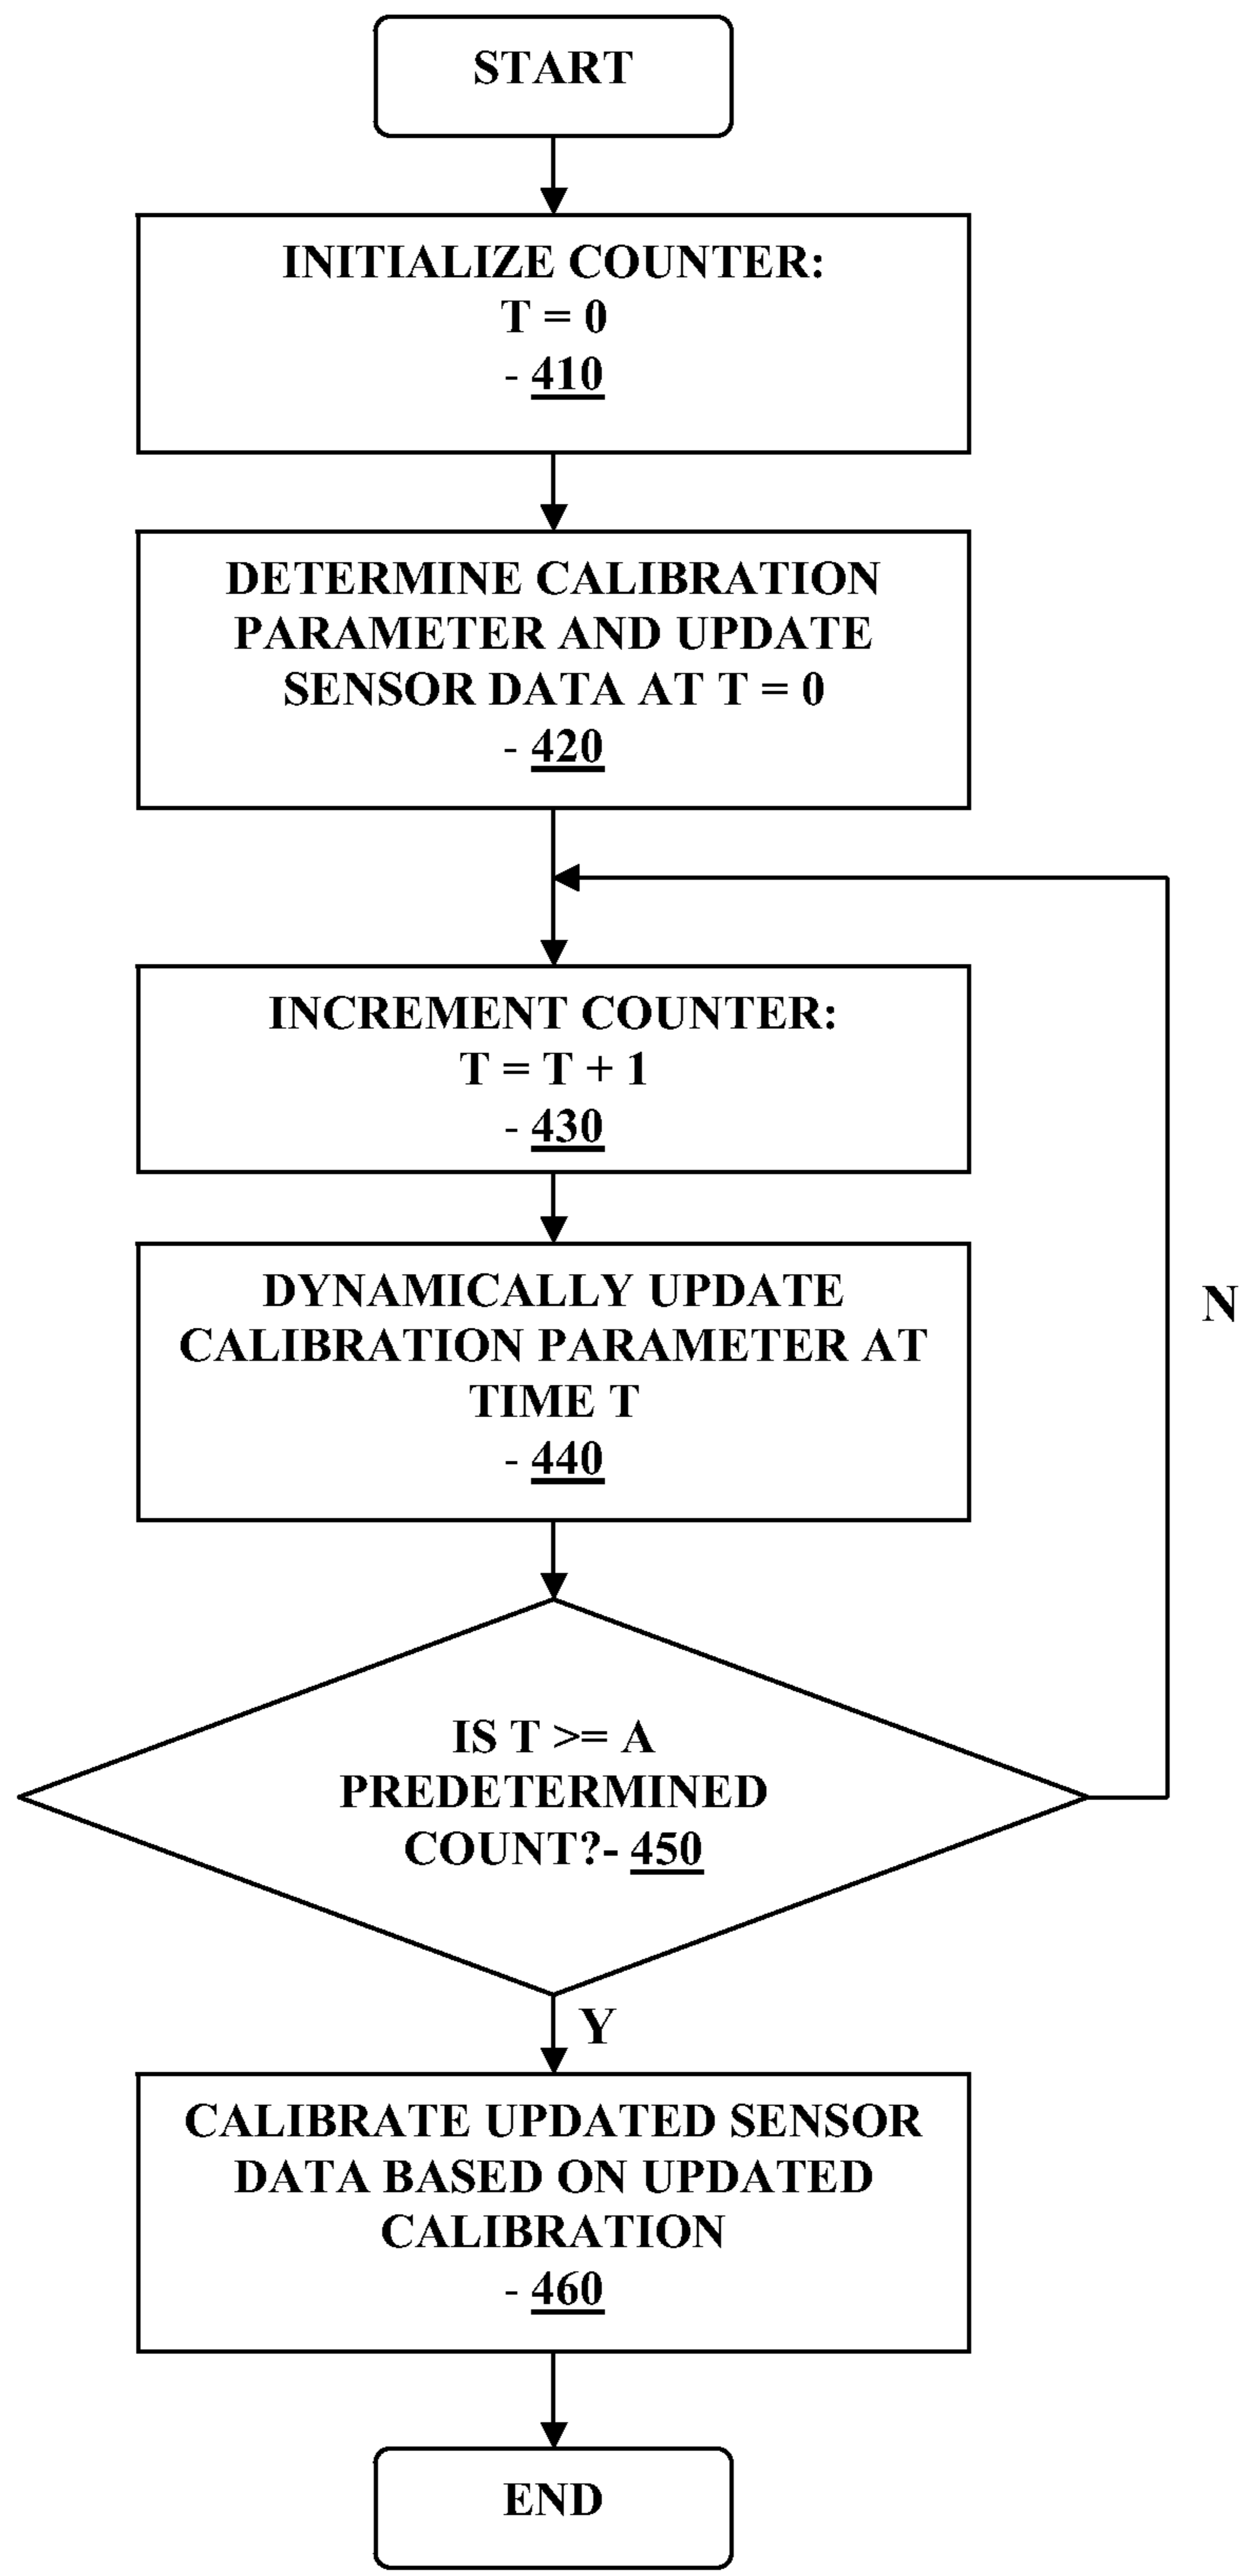 START
INITIALIZE COUNTER:
T = 0
- 410
DETERMINE CALIBRATION
PARAMETER AND UPDATE
SENSOR DATA AT T = 0
- 420
INCREMENT COUNTER:
T = T + 1
- 430
DYNAMICALLY UPDATE
CALIBRATION PARAMETER AT
TIME T
- 440
N
IS T >= A
PREDETERMINED
COUNT?- 450
Y
CALIBRATE UPDATED SENSOR
DATA BASED ON UPDATED
CALIBRATION
- 460
END